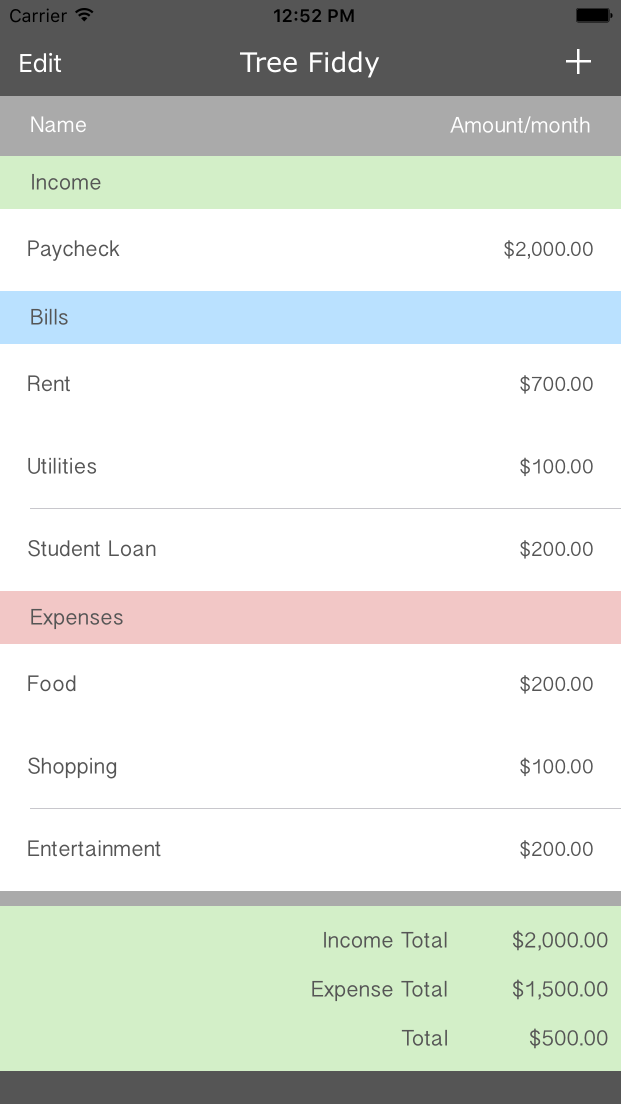 Carrier 12:52 PM
Edit Tree Fiddy +
Name Amount/month
Income
Paycheck $2,000.00
Bills
Rent $700.00
Utilities $100.00
Student Loan $200.00
Expenses
Food $200.00
Shopping $100.00
Entertainment $200.00
Income Total $2,000.00
Expense Total $1,500.00
Total $500.00